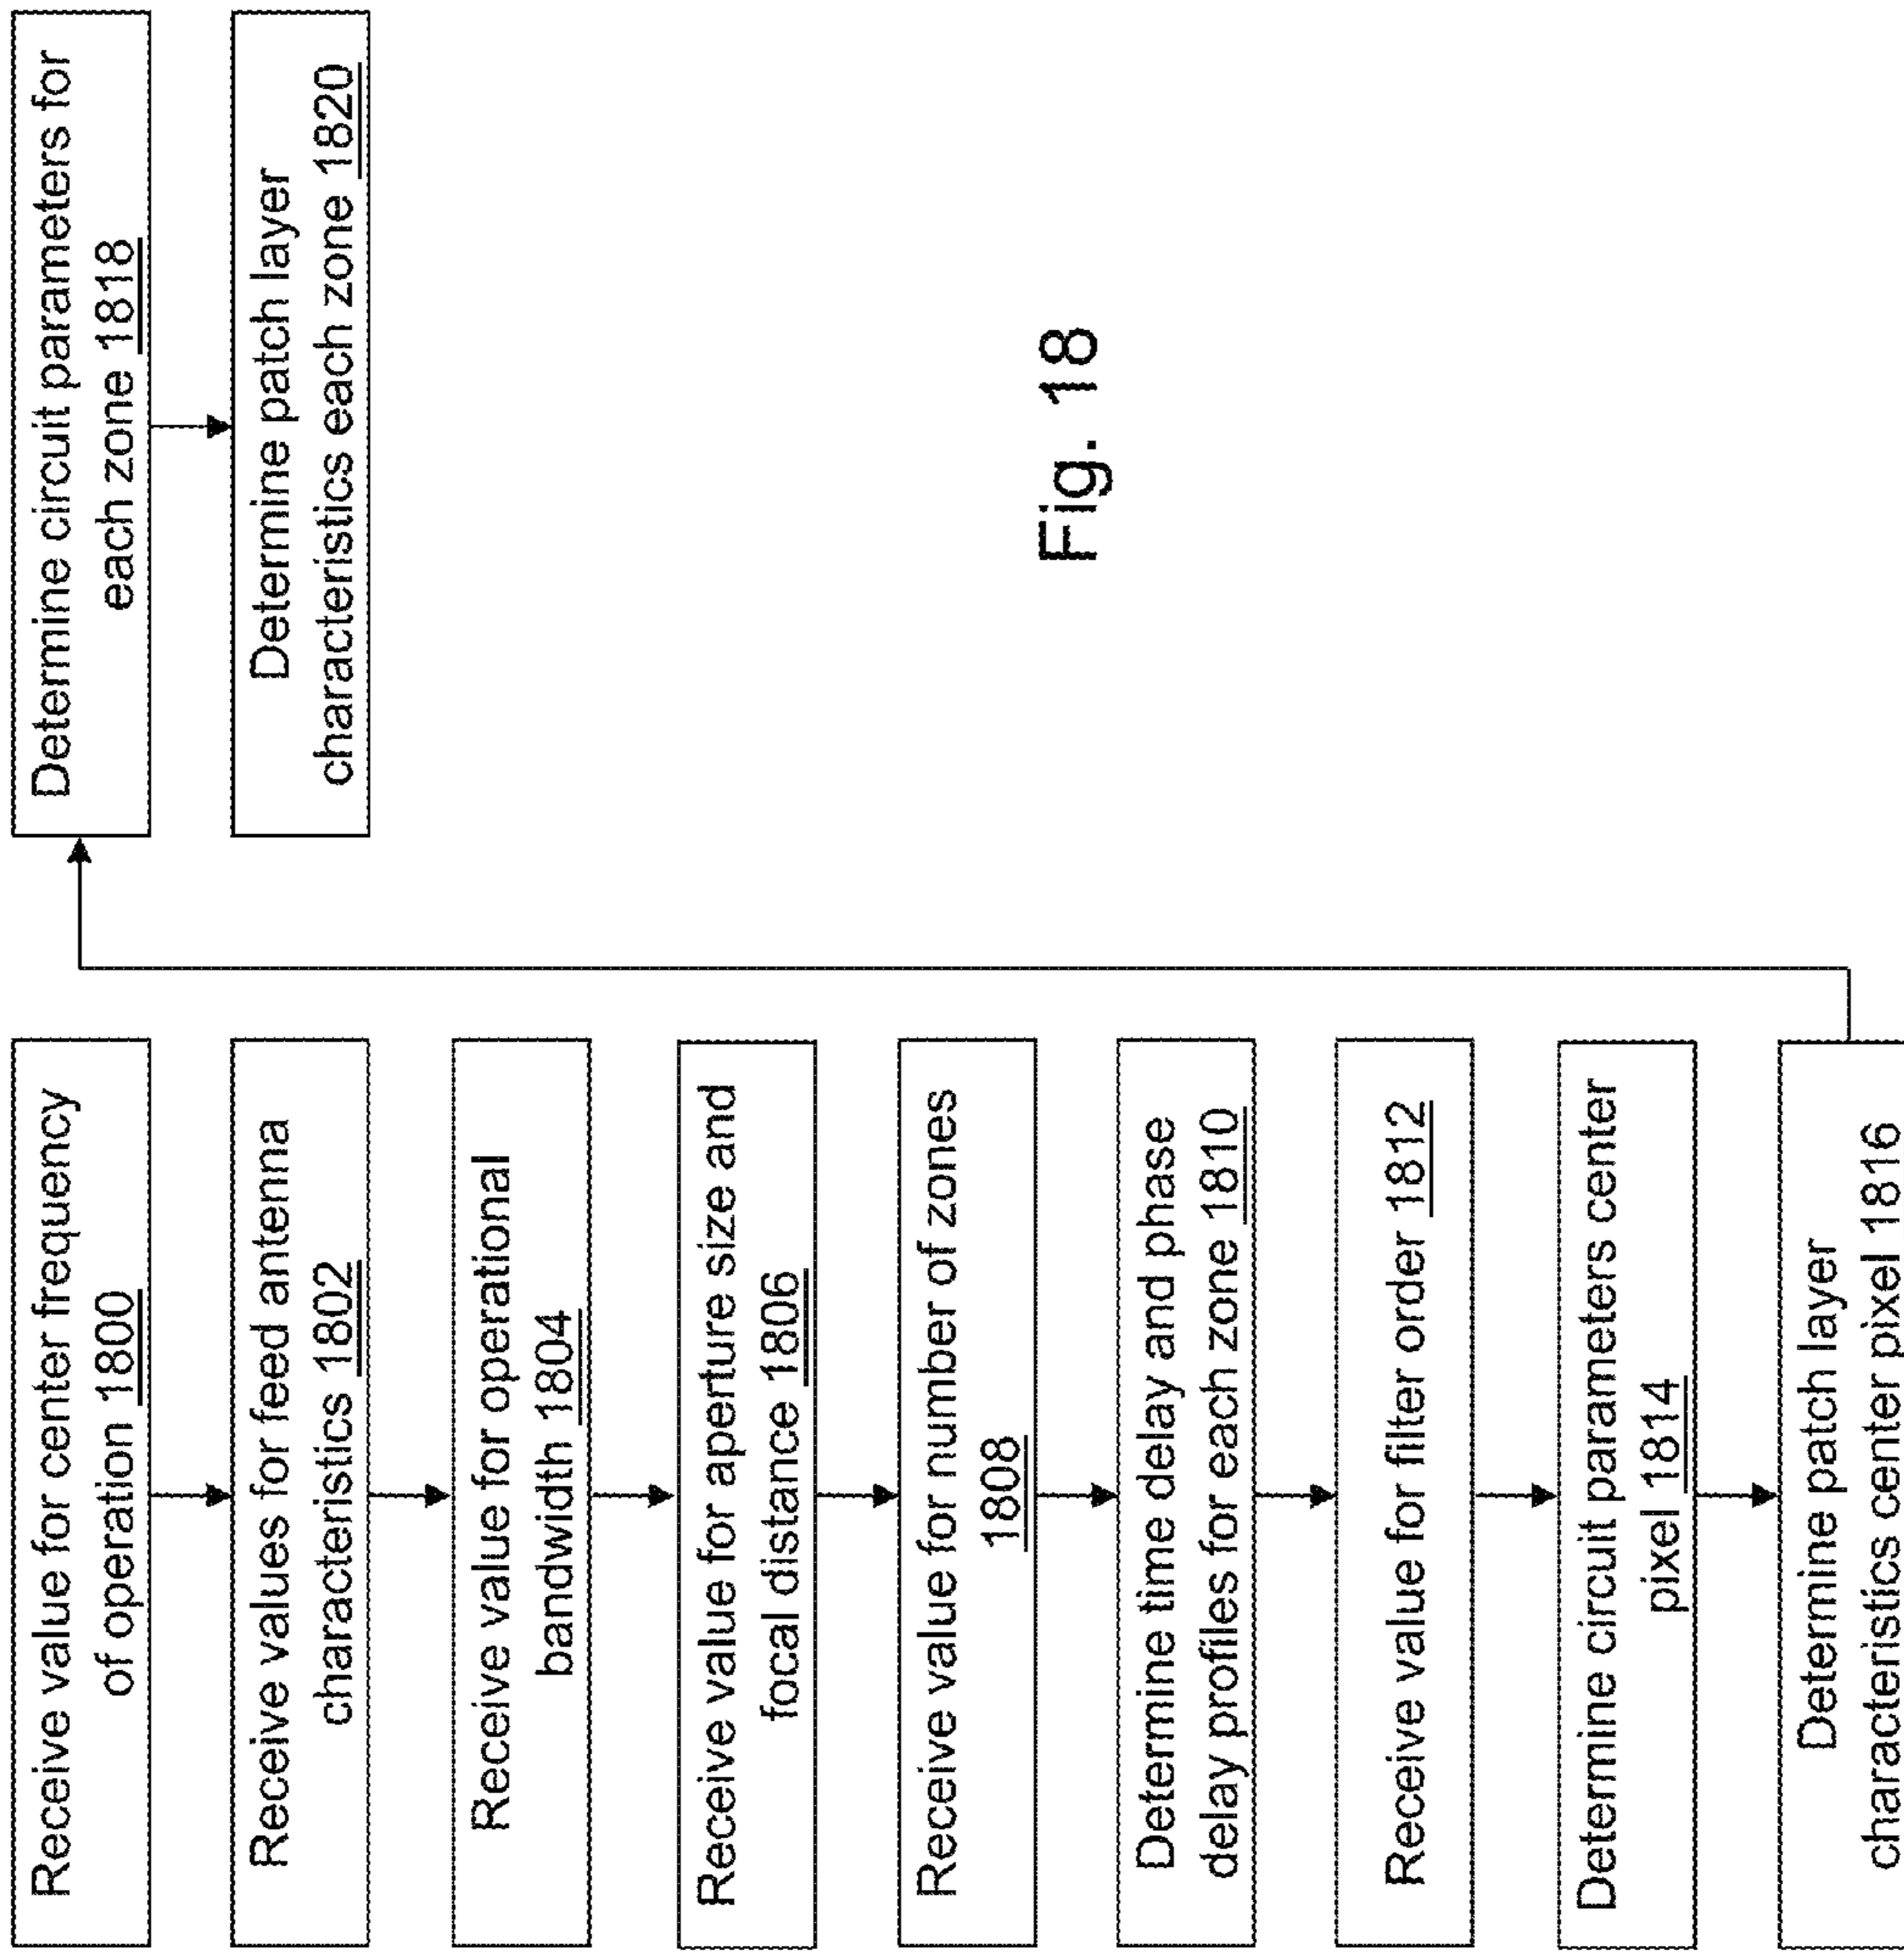 Receive value for center frequency
of operation 1800
Receive values for feed antenna
characteristics 1802
Receive value for operational
bandwidth 1804
Receive value for aperture size and
focal distance 1806
Receive value for number of zones
1808
Determine time delay and phase
delay profiles for each zone 1810
Receive value for filter order 1812
Determine circuit parameters center
pixel 1814
Determine patch layer
characteristics center pixel 1816
Determine circuit parameters for
each zone 1818
Determine patch layer
characteristics each zone 1820
Fig. 18